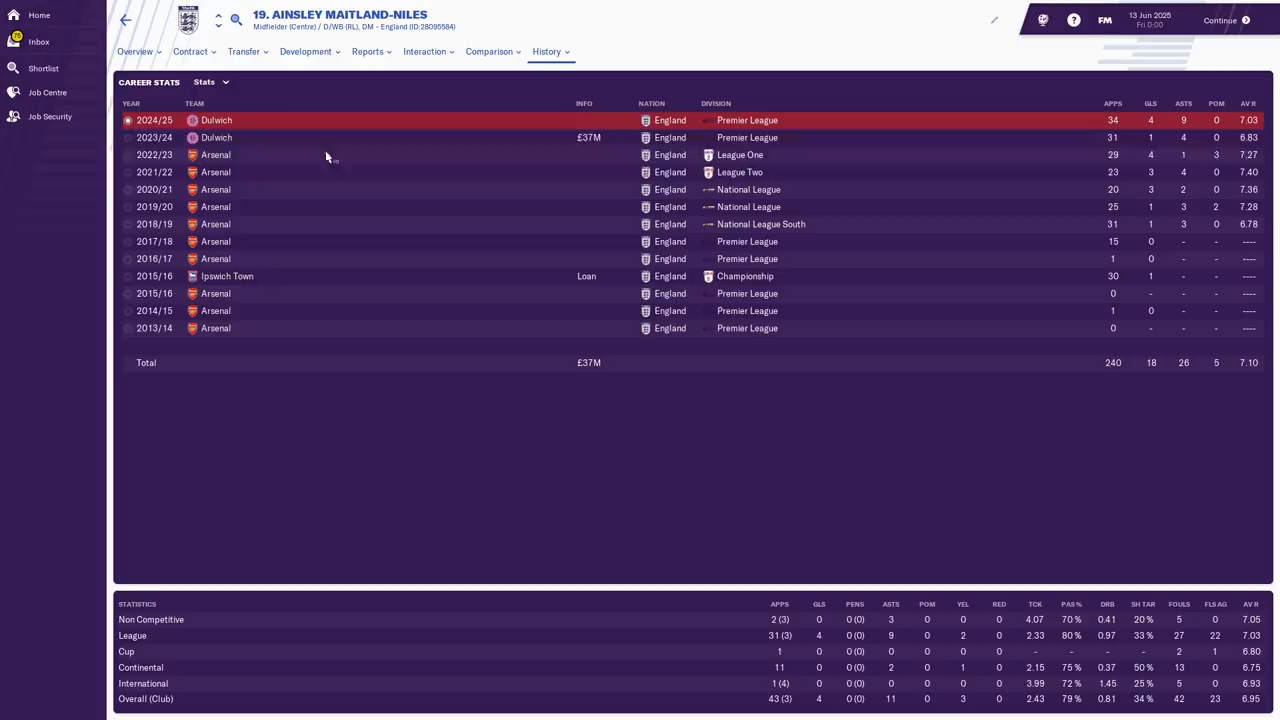 Home
75
Inbox
Shortlist
Job Centre
Job Security
19. AINSLEY MAITLAND-NILES
Midfielder (Centre) / D/WB (RL), DM - England (ID:28095584)
FM
13 Jun 2025
Fri 0:00
Continue
Overview Contract Transfer Development Reports Interaction Comparison History
CAREER STATS Stats
YEAR TEAM INFO NATION DIVISION APPS GLS ASTS POM AV R
2024/25 Dulwich England Premier League 34 4 9 0 7.03
2023/24 Dulwich £37M England Premier League 31 1 4 0 6.83
2022/23 Arsenal England League One 29 4 1 3 7.27
2021/22 Arsenal England League Two 23 3 4 0 7.40
2020/21 Arsenal England National League 20 3 2 0 7.36
2019/20 Arsenal England National League 25 1 3 2 7.28
2018/19 Arsenal England National League South 31 1 3 0 6.78
2017/18 Arsenal England Premier League 15 0 - - ----
2016/17 Arsenal England Premier League 1 0 - - ----
2015/16 Ipswich Town Loan England Championship 30 1 - - ----
2015/16 Arsenal England Premier League 0 - - - ----
2014/15 Arsenal England Premier League 1 0 - - ----
2013/14 Arsenal England Premier League 0 - - - ----
Total £37M 240 18 26 5 7.10
STATISTICS APPS GLS PENS ASTS POM YEL RED TCK PAS % DRB SH TAR FOULS FLS AG AV R
Non Competitive 2 (3) 0 0 (0) 3 0 0 0 4.07 70 % 0.41 20 % 5 0 7.05
League 31 (3) 4 0 (0) 9 0 2 0 2.33 80 % 0.97 33 % 27 22 7.03
Cup 1 0 0 (0) 0 0 0 0 - - - - 2 1 6.80
Continental 11 0 0 (0) 2 0 1 0 2.15 75 % 0.37 50 % 13 0 6.75
International 1 (4) 0 0 (0) 0 0 0 0 3.99 72 % 1.45 25 % 5 0 6.93
Overall (Club) 43 (3) 4 0 (0) 11 0 3 0 2.43 79 % 0.81 34 % 42 23 6.95